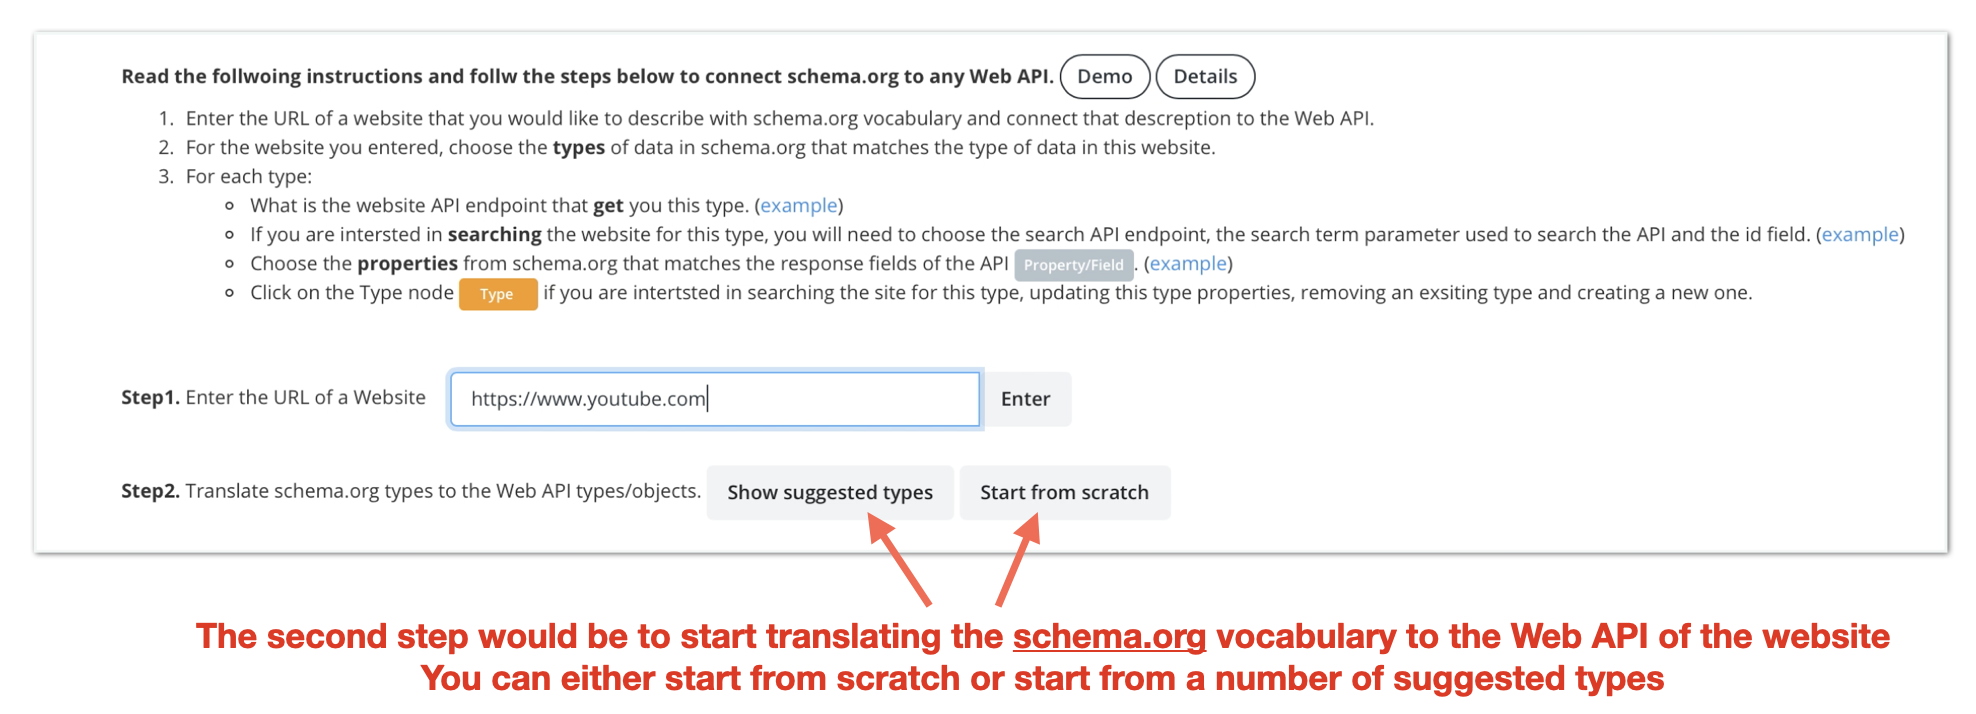 Read the follwoing instructions and follw the steps below to connect schema.org to any Web API. Demo Details
1. Enter the URL of a website that you would like to describe with schema.org vocabulary and connect that descreption to the Web API.
2. For the website you entered, choose the types of data in schema.org that matches the type of data in this website.
3. For each type:
What is the website API endpoint that get you this type. (example)
If you are intersted in searching the website for this type, you will need to choose the search API endpoint, the search term parameter used to search the API and the id field. (example)
Choose the properties from schema.org that matches the response fields of the API Property/Field . (example)
Click on the Type node Type if you are intertsted in searching the site for this type, updating this type properties, removing an exsiting type and creating a new one.
Step1. Enter the URL of a Website https://www.youtube.com Enter
Step2. Translate schema.org types to the Web API types/objects. Show suggested types Start from scratch
The second step would be to start translating the schema.org vocabulary to the Web API of the website
You can either start from scratch or start from a number of suggested types